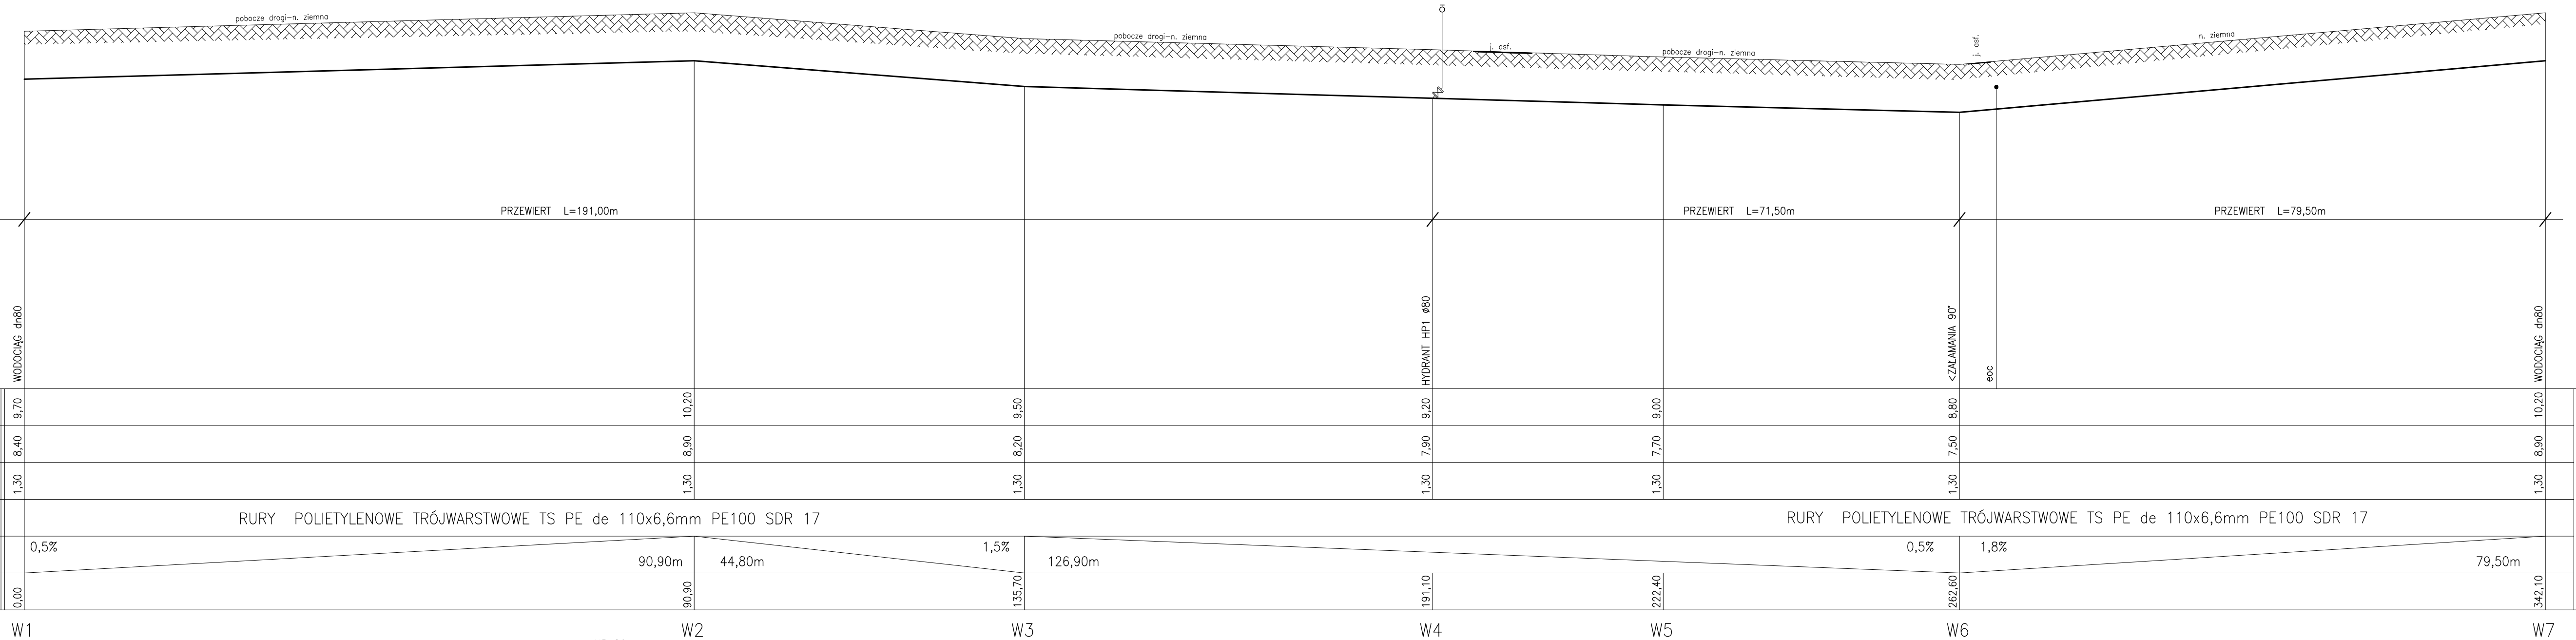 pobocze drogi-n. ziemna
pobocze drogi-n. ziemna
j. asf.
pobocze drogi-n. ziemna
j. asf.
n. ziemna
PRZEWIERT L=191,00m
PRZEWIERT L=71,50m
PRZEWIERT L=79,50m
WODOCIĄG dn80
HYDRANT HP1 ø80
<ZAŁAMANIA 90°
eoc
WODOCIĄG dn80
9,70 10,20 9,50 9,20 9,00 8,80 10,20
8,40 8,90 8,20 7,90 7,70 7,50 8,90
1,30 1,30 1,30 1,30 1,30 1,30 1,30
RURY POLIETYLENOWE TRÓJWARSTWOWE TS PE de 110x6,6mm PE100 SDR 17
RURY POLIETYLENOWE TRÓJWARSTWOWE TS PE de 110x6,6mm PE100 SDR 17
0,5% 1,5% 0,5% 1,8%
90,90m 44,80m 126,90m 79,50m
0,00 90,90 135,70 191,10 222,40 262,60 342,10
W1 W2 W3 W4 W5 W6 W7